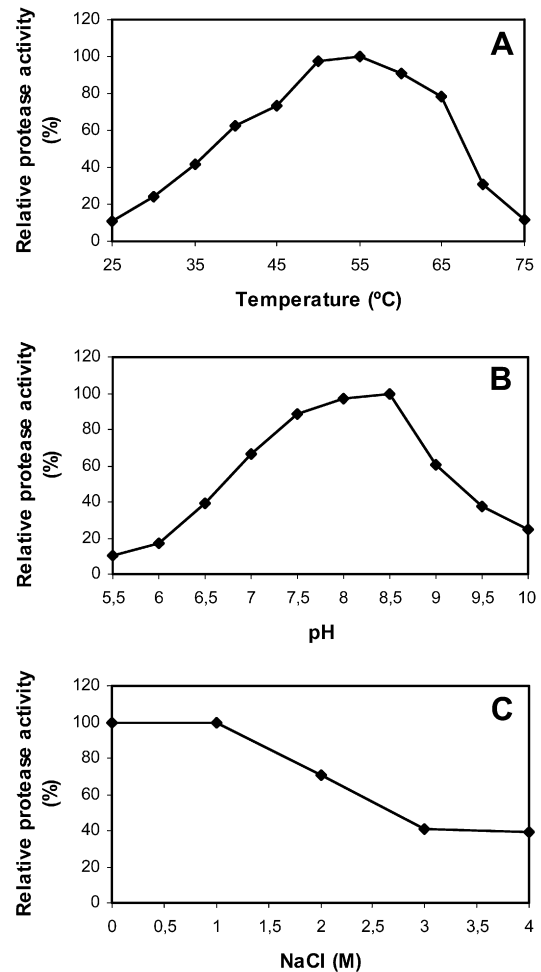 A
Relative protease activity
(%)
120
100
80
60
40
20
0
25 35 45 55 65 75
Temperature (ºC)
B
Relative protease activity
(%)
120
100
80
60
40
20
0
5,5 6 6,5 7 7,5 8 8,5 9 9,5 10
pH
C
Relative protease activity
(%)
120
100
80
60
40
20
0
0 0,5 1 1,5 2 2,5 3 3,5 4
NaCl (M)